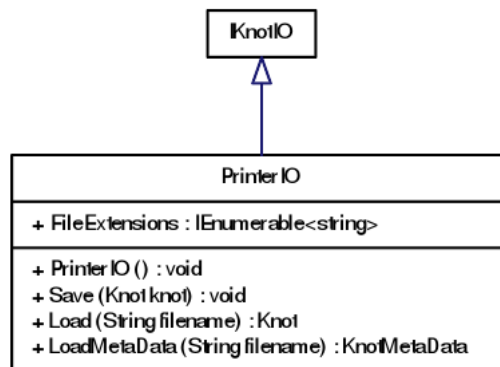 IKnotIO
PrinterIO
+ FileExtensions : IEnumerable<string>
+ PrinterIO () : void
+ Save (Knot knot) : void
+ Load (String filename) : Knot
+ LoadMetaData (String filename) : KnotMetaData